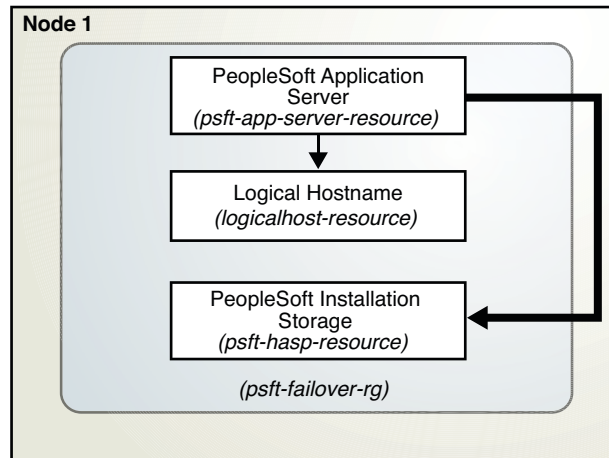 Node 1
PeopleSoft Application
Server
(psft-app-server-resource)
Logical Hostname
(logicalhost-resource)
PeopleSoft Installation
Storage
(psft-hasp-resource)
(psft-failover-rg)